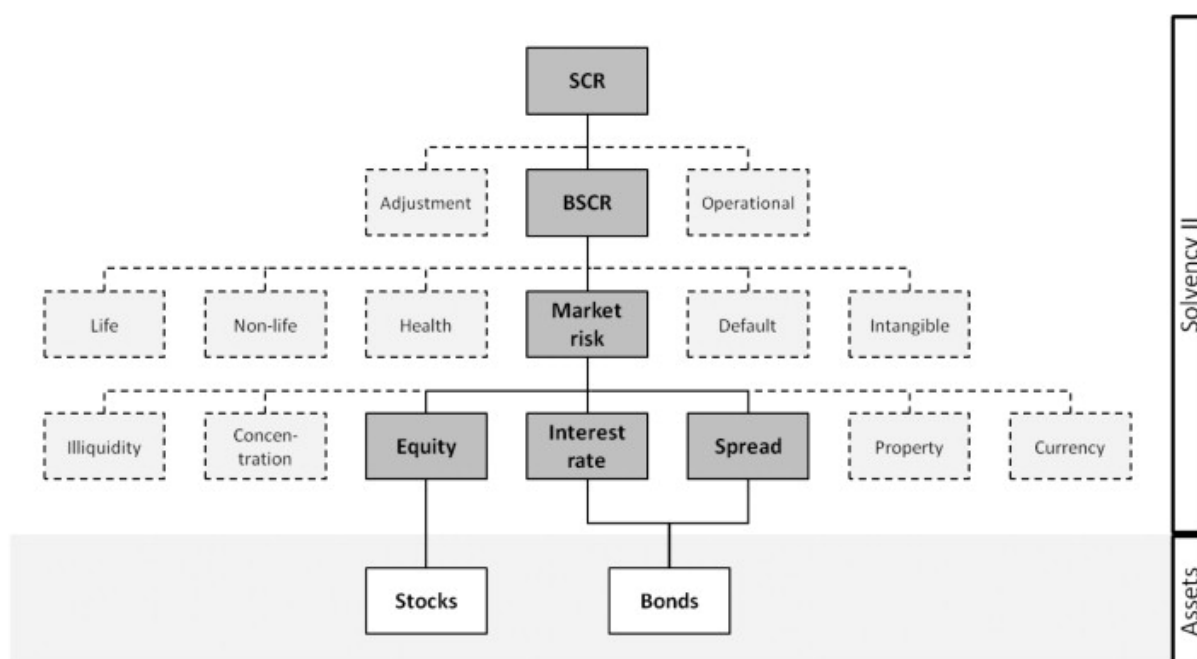 SCR
Adjustment
BSCR
Operational
Life
Non-life
Health
Market
risk
Default
Intangible
Illiquidity
Concen-
tration
Equity
Interest
rate
Spread
Property
Currency
Solvency II
Stocks
Bonds
Assets